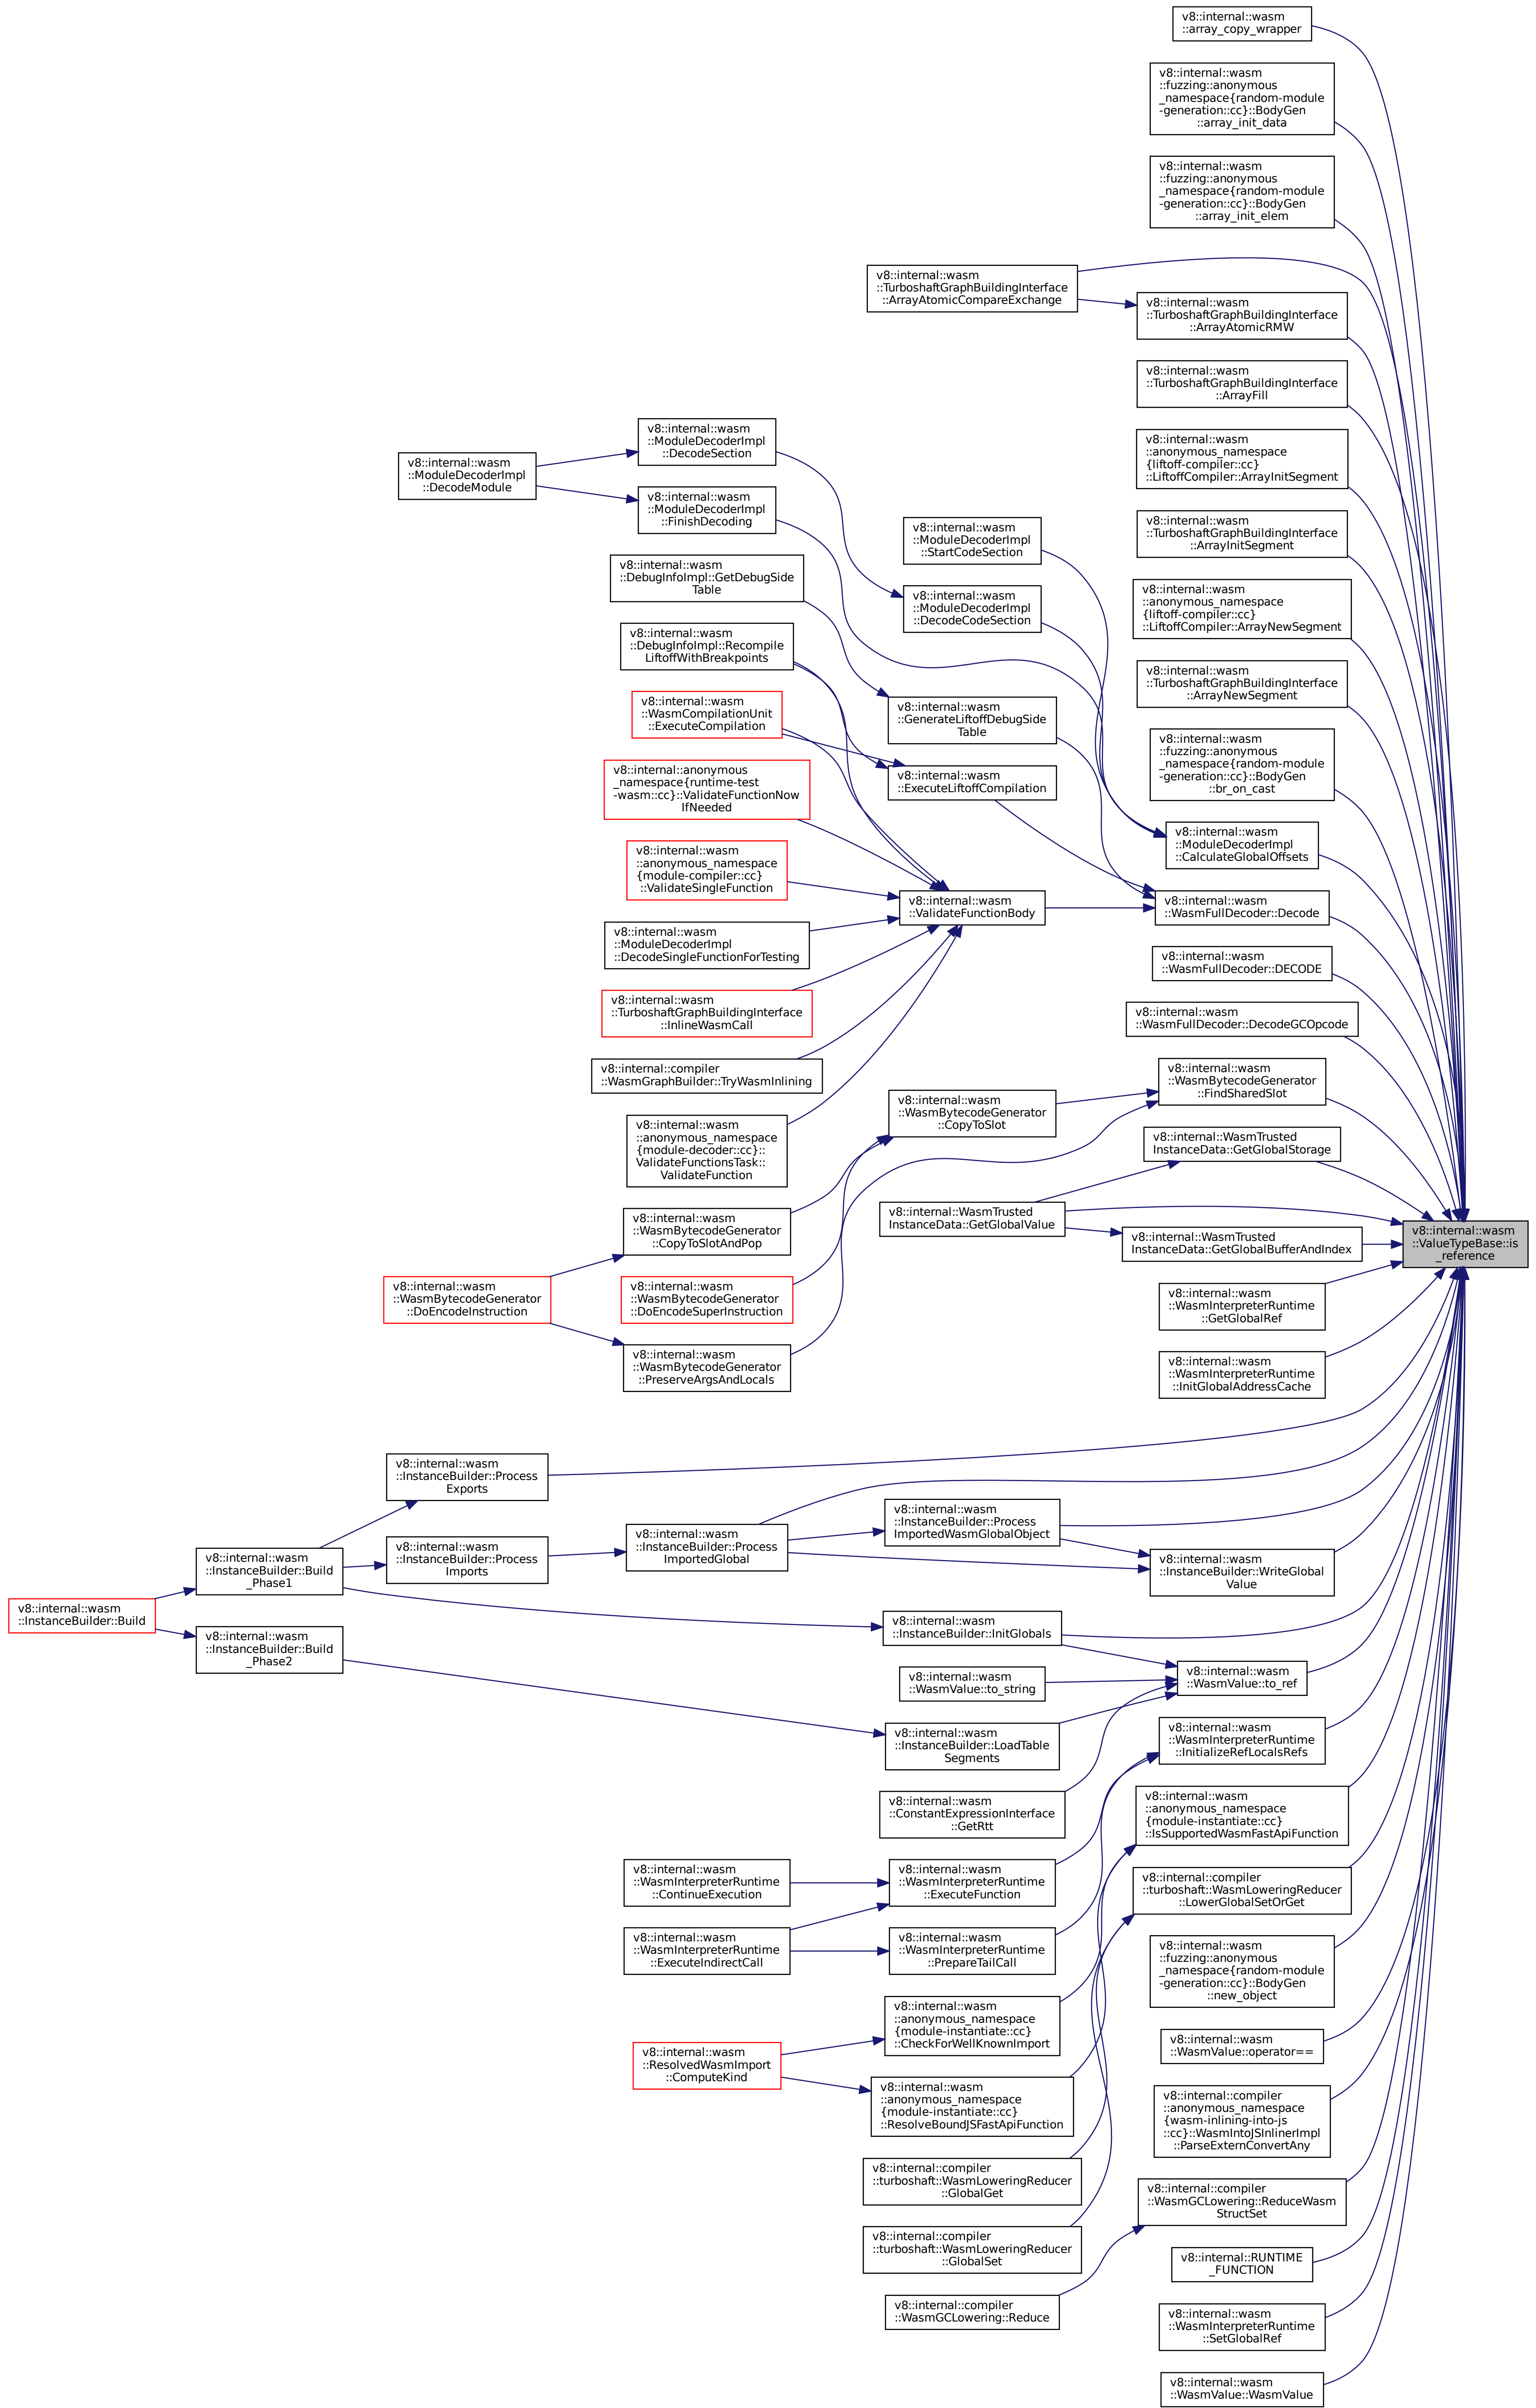 v8::internal::wasm
::array_copy_wrapper
v8::internal::wasm
::fuzzing::anonymous
_namespace{random-module
-generation::cc}::BodyGen
::array_init_data
v8::internal::wasm
::fuzzing::anonymous
_namespace{random-module
-generation::cc}::BodyGen
::array_init_elem
v8::internal::wasm
::TurboshaftGraphBuildingInterface
::ArrayAtomicCompareExchange
v8::internal::wasm
::TurboshaftGraphBuildingInterface
::ArrayAtomicRMW
v8::internal::wasm
::TurboshaftGraphBuildingInterface
::ArrayFill
v8::internal::wasm
::anonymous_namespace
{liftoff-compiler::cc}
::LiftoffCompiler::ArrayInitSegment
v8::internal::wasm
::TurboshaftGraphBuildingInterface
::ArrayInitSegment
v8::internal::wasm
::anonymous_namespace
{liftoff-compiler::cc}
::LiftoffCompiler::ArrayNewSegment
v8::internal::wasm
::TurboshaftGraphBuildingInterface
::ArrayNewSegment
v8::internal::wasm
::fuzzing::anonymous
_namespace{random-module
-generation::cc}::BodyGen
::br_on_cast
v8::internal::wasm
::ModuleDecoderImpl
::CalculateGlobalOffsets
v8::internal::wasm
::ModuleDecoderImpl
::DecodeSection
v8::internal::wasm
::ModuleDecoderImpl
::DecodeModule
v8::internal::wasm
::ModuleDecoderImpl
::FinishDecoding
v8::internal::wasm
::ModuleDecoderImpl
::StartCodeSection
v8::internal::wasm
::ModuleDecoderImpl
::DecodeCodeSection
v8::internal::wasm
::DebugInfoImpl::GetDebugSide
Table
v8::internal::wasm
::DebugInfoImpl::Recompile
LiftoffWithBreakpoints
v8::internal::wasm
::WasmCompilationUnit
::ExecuteCompilation
v8::internal::wasm
::GenerateLiftoffDebugSide
Table
v8::internal::wasm
::ExecuteLiftoffCompilation
v8::internal::anonymous
_namespace{runtime-test
-wasm::cc}::ValidateFunctionNow
IfNeeded
v8::internal::wasm
::anonymous_namespace
{module-compiler::cc}
::ValidateSingleFunction
v8::internal::wasm
::ValidateFunctionBody
v8::internal::wasm
::WasmFullDecoder::Decode
v8::internal::wasm
::ModuleDecoderImpl
::DecodeSingleFunctionForTesting
v8::internal::wasm
::WasmFullDecoder::DECODE
v8::internal::wasm
::TurboshaftGraphBuildingInterface
::InlineWasmCall
v8::internal::wasm
::WasmFullDecoder::DecodeGCOpcode
v8::internal::compiler
::WasmGraphBuilder::TryWasmInlining
v8::internal::wasm
::WasmBytecodeGenerator
::FindSharedSlot
v8::internal::wasm
::WasmBytecodeGenerator
::CopyToSlot
v8::internal::wasm
::anonymous_namespace
{module-decoder::cc}::
ValidateFunctionsTask::
ValidateFunction
v8::internal::WasmTrusted
InstanceData::GetGlobalStorage
v8::internal::WasmTrusted
InstanceData::GetGlobalValue
v8::internal::WasmTrusted
InstanceData::GetGlobalBufferAndIndex
v8::internal::wasm
::ValueTypeBase::is
_reference
v8::internal::wasm
::WasmBytecodeGenerator
::CopyToSlotAndPop
v8::internal::wasm
::WasmBytecodeGenerator
::DoEncodeInstruction
v8::internal::wasm
::WasmBytecodeGenerator
::DoEncodeSuperInstruction
v8::internal::wasm
::WasmInterpreterRuntime
::GetGlobalRef
v8::internal::wasm
::WasmBytecodeGenerator
::PreserveArgsAndLocals
v8::internal::wasm
::WasmInterpreterRuntime
::InitGlobalAddressCache
v8::internal::wasm
::InstanceBuilder::Process
Exports
v8::internal::wasm
::InstanceBuilder::Process
Imports
v8::internal::wasm
::InstanceBuilder::Process
ImportedGlobal
v8::internal::wasm
::InstanceBuilder::Process
ImportedWasmGlobalObject
v8::internal::wasm
::InstanceBuilder::WriteGlobal
Value
v8::internal::wasm
::InstanceBuilder::Build
_Phase1
v8::internal::wasm
::InstanceBuilder::Build
v8::internal::wasm
::InstanceBuilder::Build
_Phase2
v8::internal::wasm
::InstanceBuilder::InitGlobals
v8::internal::wasm
::WasmValue::to_string
v8::internal::wasm
::WasmValue::to_ref
v8::internal::wasm
::InstanceBuilder::LoadTable
Segments
v8::internal::wasm
::WasmInterpreterRuntime
::InitializeRefLocalsRefs
v8::internal::wasm
::ConstantExpressionInterface
::GetRtt
v8::internal::wasm
::anonymous_namespace
{module-instantiate::cc}
::IsSupportedWasmFastApiFunction
v8::internal::wasm
::WasmInterpreterRuntime
::ContinueExecution
v8::internal::wasm
::WasmInterpreterRuntime
::ExecuteFunction
v8::internal::compiler
::turboshaft::WasmLoweringReducer
::LowerGlobalSetOrGet
v8::internal::wasm
::WasmInterpreterRuntime
::ExecuteIndirectCall
v8::internal::wasm
::WasmInterpreterRuntime
::PrepareTailCall
v8::internal::wasm
::fuzzing::anonymous
_namespace{random-module
-generation::cc}::BodyGen
::new_object
v8::internal::wasm
::anonymous_namespace
{module-instantiate::cc}
::CheckForWellKnownImport
v8::internal::wasm
::ResolvedWasmImport
::ComputeKind
v8::internal::wasm
::WasmValue::operator==
v8::internal::wasm
::anonymous_namespace
{module-instantiate::cc}
::ResolveBoundJSFastApiFunction
v8::internal::compiler
::anonymous_namespace
{wasm-inlining-into-js
::cc}::WasmIntoJSInlinerImpl
::ParseExternConvertAny
v8::internal::compiler
::turboshaft::WasmLoweringReducer
::GlobalGet
v8::internal::compiler
::WasmGCLowering::ReduceWasm
StructSet
v8::internal::compiler
::turboshaft::WasmLoweringReducer
::GlobalSet
v8::internal::RUNTIME
_FUNCTION
v8::internal::compiler
::WasmGCLowering::Reduce
v8::internal::wasm
::WasmInterpreterRuntime
::SetGlobalRef
v8::internal::wasm
::WasmValue::WasmValue